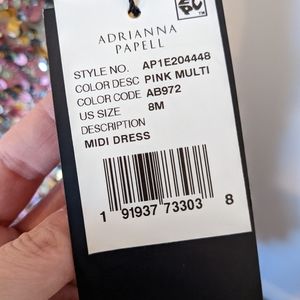 ADRIANNA
PAPELL
STYLE NO. AP1E204448
COLOR DESC PINK MULTI
COLOR CODE AB972
US SIZE 8M
DESCRIPTION
MIDI DRESS
1 91937 73303 8